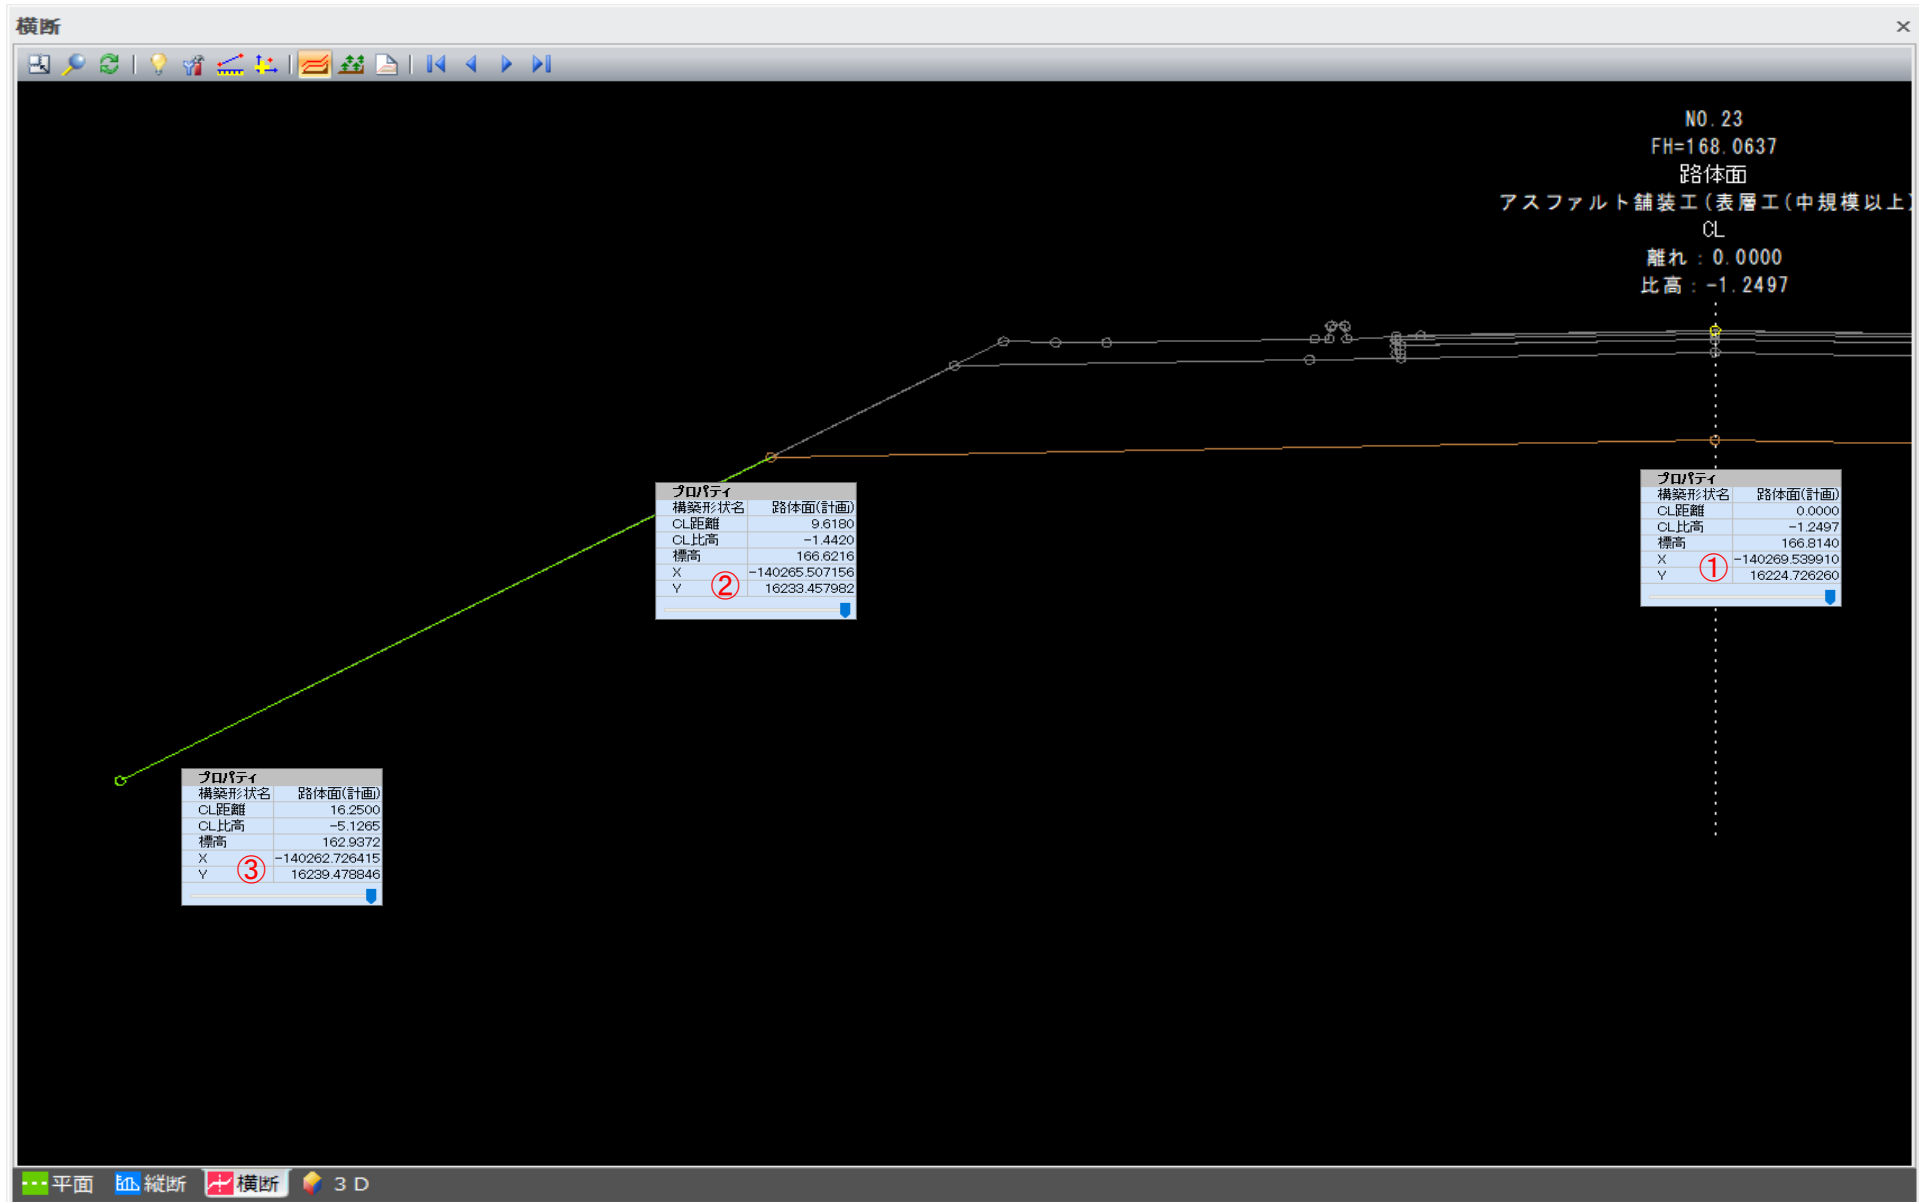 横断
NO.23
FH=168.0637
路体面
アスファルト舗装工(表層工(中規模以上)
CL
離れ:0.0000
比高:-1.2497
プロパティ
構築形状名 路体面(計画)
CL距離 0.0000
CL比高 -1.2497
標高 166.8140
X -140269.539910
Y 16224.726260
①
プロパティ
構築形状名 路体面(計画)
CL距離 9.6180
CL比高 -1.4420
標高 166.6216
X -140265.507156
Y 16233.457982
②
プロパティ
構築形状名 路体面(計画)
CL距離 16.2500
CL比高 -5.1265
標高 162.9372
X -140262.726415
Y 16239.478846
③
平面 縦断 横断 3D